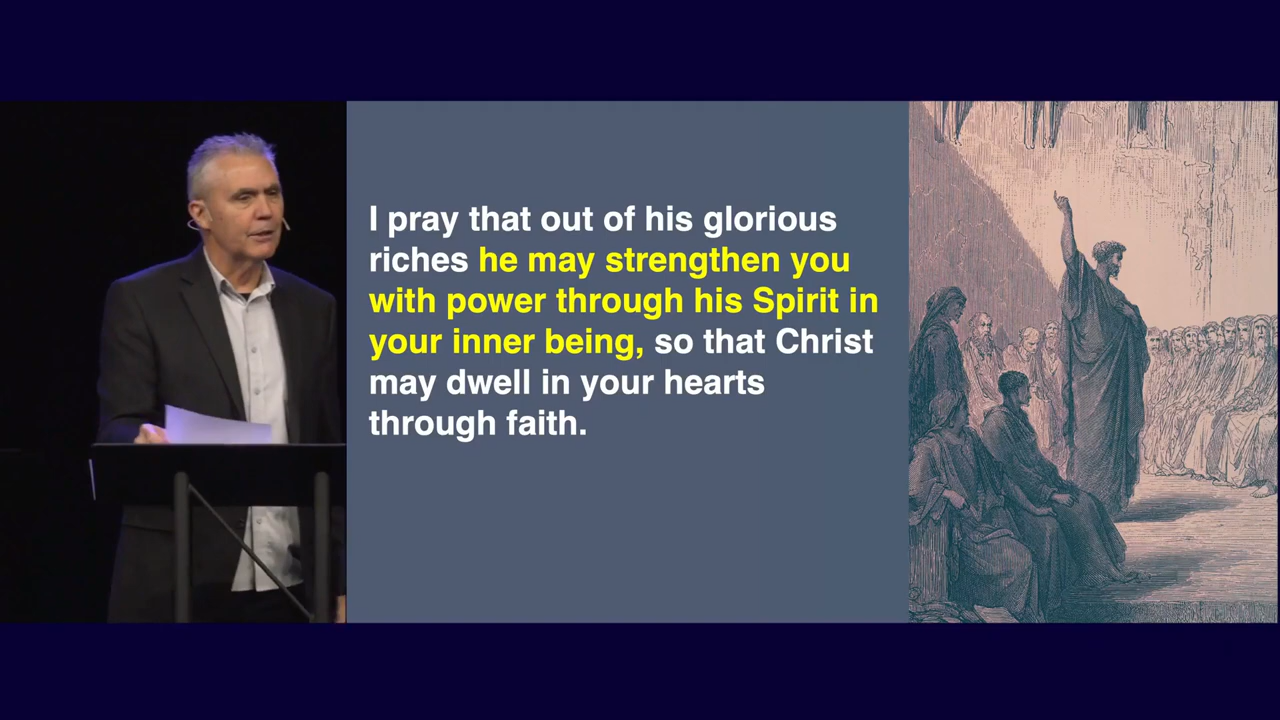 I pray that out of his glorious
riches he may strengthen you
with power through his Spirit in
your inner being, so that Christ
may dwell in your hearts
through faith.